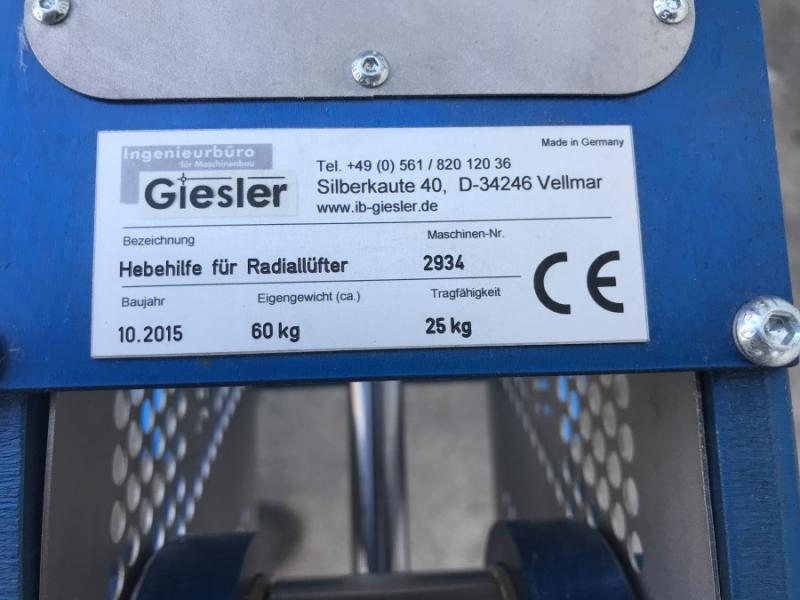 Ingenieurbüro
für Maschinenbau
Giesler
Made in Germany
Tel. +49 (0) 561 / 820 120 36
Silberkaute 40, D-34246 Vellmar
www.ib-giesler.de
Bezeichnung Maschinen-Nr.
Hebehilfe für Radiallüfter 2934
Baujahr Eigengewicht (ca.) Tragfähigkeit
10.2015 60 kg 25 kg
CE